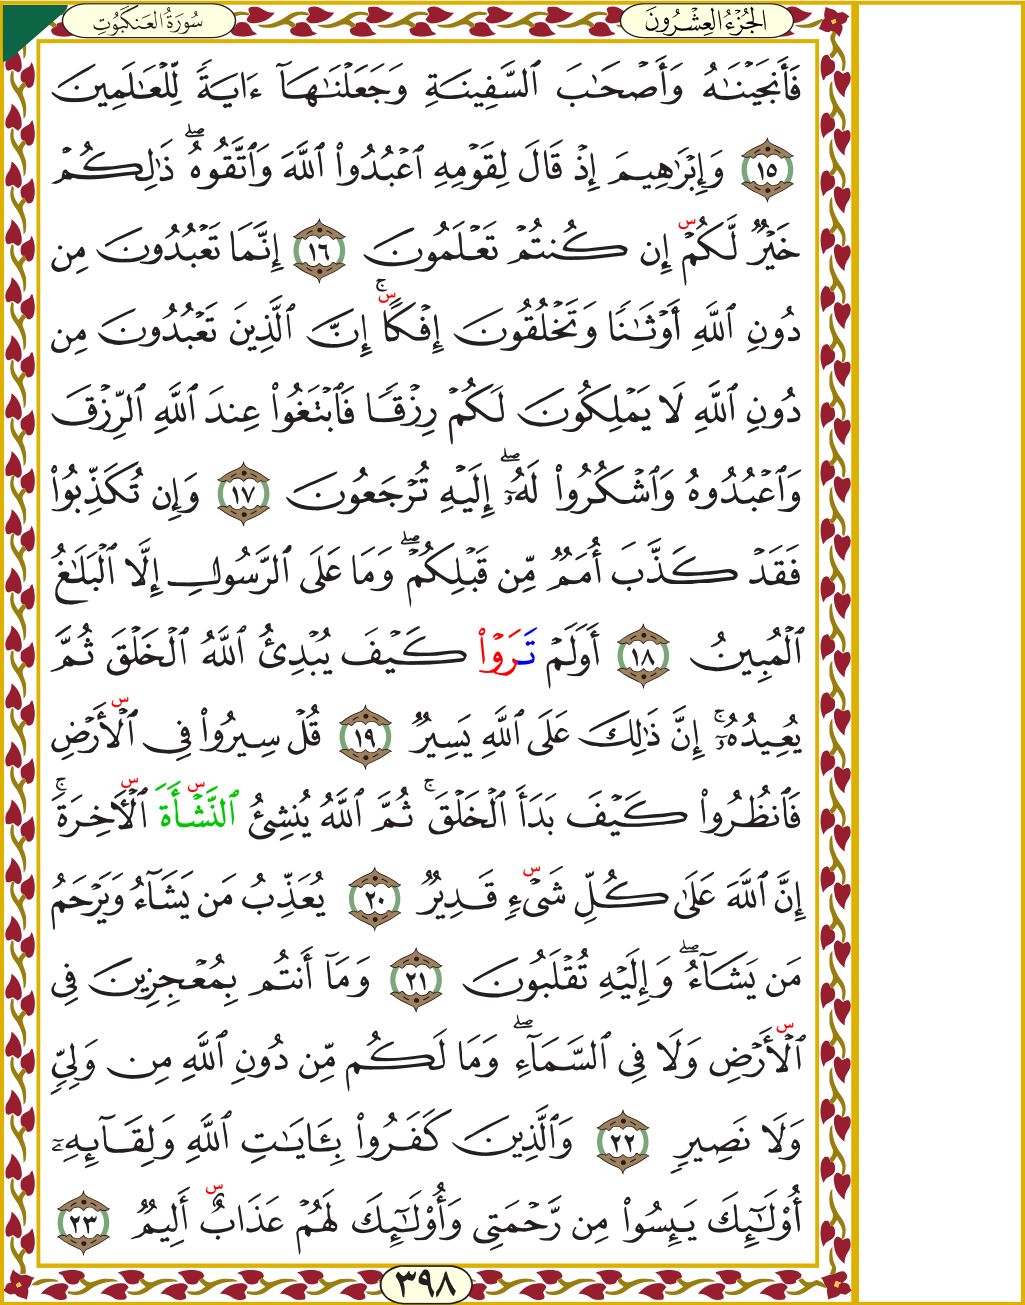 الجُزْءُ العِشْرُونَ
سُورَةُ العَنكَبُوتِ
فَأَنجَيْنَٰهُ وَأَصْحَٰبَ ٱلسَّفِينَةِ وَجَعَلْنَٰهَآ ءَايَةً لِّلْعَٰلَمِينَ
١٥ وَإِبْرَٰهِيمَ إِذْ قَالَ لِقَوْمِهِ ٱعْبُدُوا۟ ٱللَّهَ وَٱتَّقُوهُ ۖ ذَٰلِكُمْ
خَيْرٌ لَّكُمْ س إِن كُنتُمْ تَعْلَمُونَ ١٦ إِنَّمَا تَعْبُدُونَ مِن
دُونِ ٱللَّهِ أَوْثَٰنًا وَتَخْلُقُونَ إِفْكًا ۚ س إِنَّ ٱلَّذِينَ تَعْبُدُونَ مِن
دُونِ ٱللَّهِ لَا يَمْلِكُونَ لَكُمْ رِزْقًا فَٱبْتَغُوا۟ عِندَ ٱللَّهِ ٱلرِّزْقَ
وَٱعْبُدُوهُ وَٱشْكُرُوا۟ لَهُۥٓ ۖ إِلَيْهِ تُرْجَعُونَ ١٧ وَإِن تُكَذِّبُوا۟
فَقَدْ كَذَّبَ أُمَمٌ مِّن قَبْلِكُمْ ۖ وَمَا عَلَى ٱلرَّسُولِ إِلَّا ٱلْبَلَٰغُ
ٱلْمُبِينُ ١٨ أَوَلَمْ تَرَوْا۟ كَيْفَ يُبْدِئُ ٱللَّهُ ٱلْخَلْقَ ثُمَّ
يُعِيدُهُۥٓ ۚ إِنَّ ذَٰلِكَ عَلَى ٱللَّهِ يَسِيرٌ ١٩ قُلْ سِيرُوا۟ فِى ٱلْأَرْضِ س
فَٱنظُرُوا۟ كَيْفَ بَدَأَ ٱلْخَلْقَ ۚ ثُمَّ ٱللَّهُ يُنشِئُ ٱلنَّشْأَةَ س ٱلْءَاخِرَةَ ۚ س
إِنَّ ٱللَّهَ عَلَىٰ كُلِّ شَىْءٍ س قَدِيرٌ ٢٠ يُعَذِّبُ مَن يَشَآءُ وَيَرْحَمُ
مَن يَشَآءُ ۖ وَإِلَيْهِ تُقْلَبُونَ ٢١ وَمَآ أَنتُم بِمُعْجِزِينَ فِى
ٱلْأَرْضِ س وَلَا فِى ٱلسَّمَآءِ ۖ وَمَا لَكُم مِّن دُونِ ٱللَّهِ مِن وَلِىٍّ
وَلَا نَصِيرٍ ٢٢ وَٱلَّذِينَ كَفَرُوا۟ بِـَٔايَٰتِ ٱللَّهِ وَلِقَآئِهِۦٓ
أُو۟لَٰٓئِكَ يَئِسُوا۟ مِن رَّحْمَتِى وَأُو۟لَٰٓئِكَ لَهُمْ عَذَابٌ س أَلِيمٌ ٢٣
٣٩٨